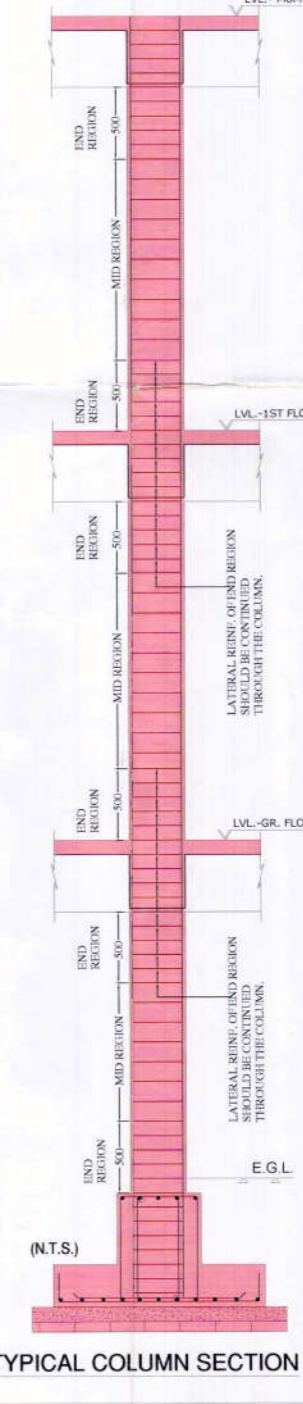 END
REGION
500
MID REGION
END
REGION
500
LVL.-1ST FLO
END
REGION
500
MID REGION
LATERAL REINF. OF END REGION
SHOULD BE CONTINUED
THROUGH THE COLUMN.
END
REGION
500
LVL.-GR. FLO
END
REGION
500
MID REGION
LATERAL REINF. OF END REGION
SHOULD BE CONTINUED
THROUGH THE COLUMN.
END
REGION
500
E.G.L.
(N.T.S.)
TYPICAL COLUMN SECTION